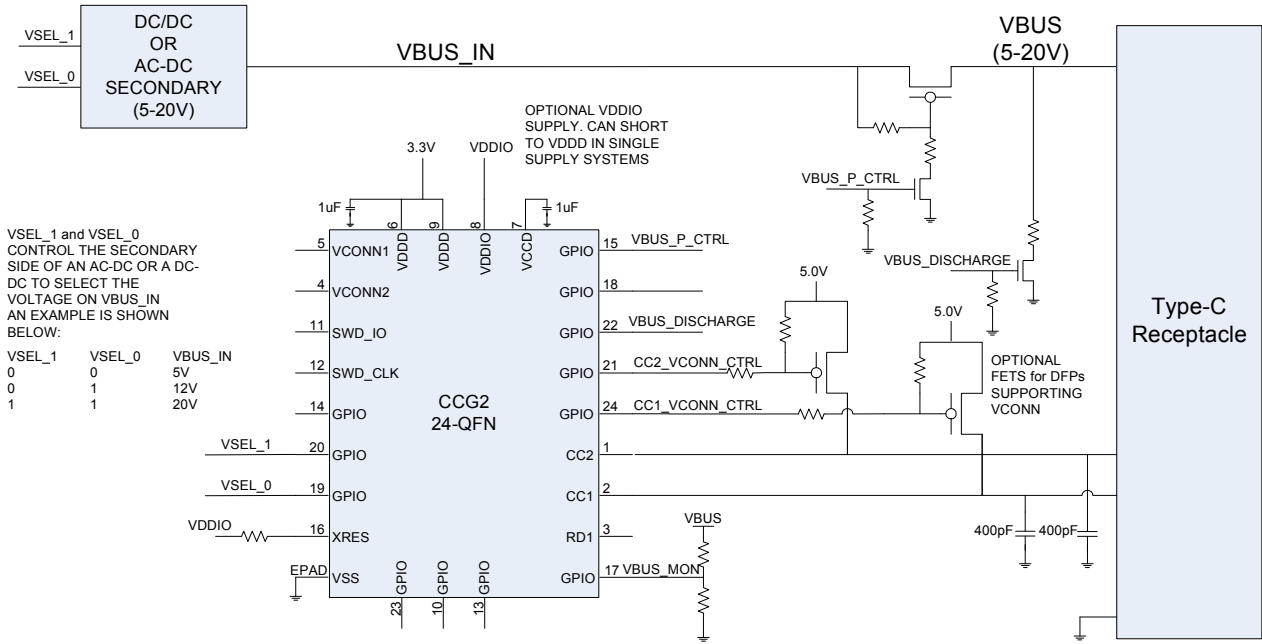 DC/DC
OR
AC-DC
SECONDARY
(5-20V)
VSEL_1
VSEL_0
VBUS_IN
VBUS
(5-20V)
Type-C
Receptacle
OPTIONAL VDDIO
SUPPLY. CAN SHORT
TO VDDD IN SINGLE
SUPPLY SYSTEMS
3.3V
VDDIO
1uF
1uF
VBUS_P_CTRL
VBUS_DISCHARGE
VSEL_1 and VSEL_0
CONTROL THE SECONDARY
SIDE OF AN AC-DC OR A DC-
DC TO SELECT THE
VOLTAGE ON VBUS_IN
AN EXAMPLE IS SHOWN
BELOW:
VSEL_1 VSEL_0 VBUS_IN
0 0 5V
0 1 12V
1 1 20V
6 VDDD
9 VDDD
8 VDDIO
7 VCCD
5 VCONN1
4 VCONN2
11 SWD_IO
12 SWD_CLK
14 GPIO
VSEL_1 20 GPIO
VSEL_0 19 GPIO
VDDIO 16 XRES
EPAD VSS
23 GPIO
10 GPIO
13 GPIO
CCG2
24-QFN
GPIO 15 VBUS_P_CTRL
GPIO 18
GPIO 22 VBUS_DISCHARGE
GPIO 21 CC2_VCONN_CTRL
GPIO 24 CC1_VCONN_CTRL
CC2 1
CC1 2
RD1 3
GPIO 17 VBUS_MON
VBUS
5.0V
5.0V
OPTIONAL
FETS for DFPs
SUPPORTING
VCONN
400pF 400pF